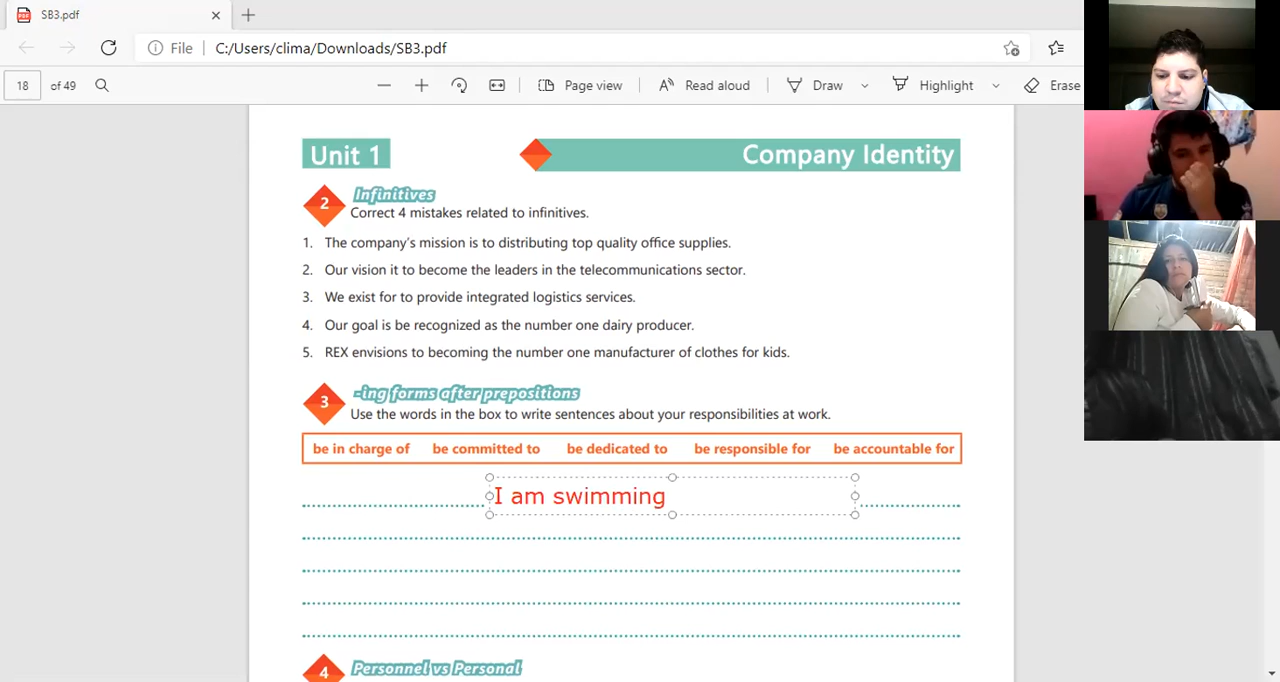 SB3.pdf
File C:/Users/clima/Downloads/SB3.pdf
18 of 49 Page view Read aloud Draw Highlight Erase
Unit 1 Company Identity
2 Infinitives
Correct 4 mistakes related to infinitives.
1. The company's mission is to distributing top quality office supplies.
2. Our vision it to become the leaders in the telecommunications sector.
3. We exist for to provide integrated logistics services.
4. Our goal is be recognized as the number one dairy producer.
5. REX envisions to becoming the number one manufacturer of clothes for kids.
3 -ing forms after prepositions
Use the words in the box to write sentences about your responsibilities at work.
be in charge of be committed to be dedicated to be responsible for be accountable for
I am swimming
4 Personnel vs Personal